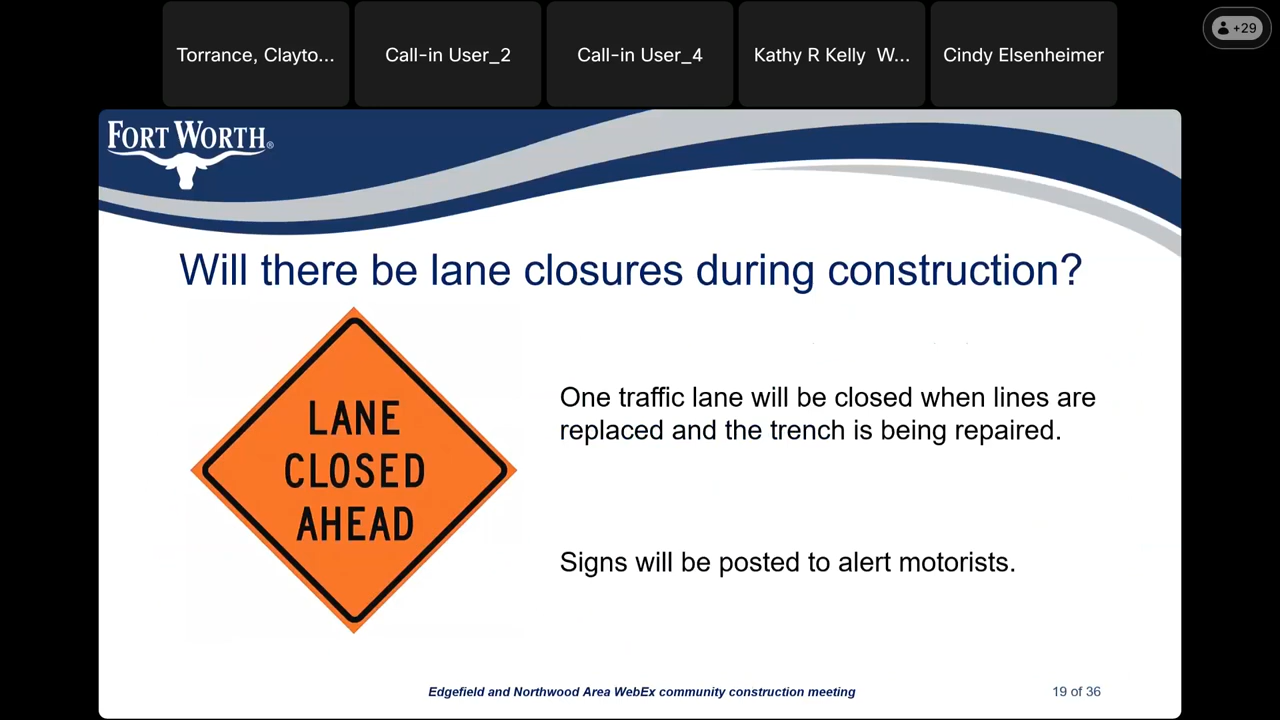 Torrance, Clayto...
Call-in User_2
Call-in User_4
Kathy R Kelly W...
Cindy Elsenheimer
+29
FORT WORTH®
Will there be lane closures during construction?
LANE
CLOSED
AHEAD
One traffic lane will be closed when lines are
replaced and the trench is being repaired.
Signs will be posted to alert motorists.
Edgefield and Northwood Area WebEx community construction meeting
19 of 36